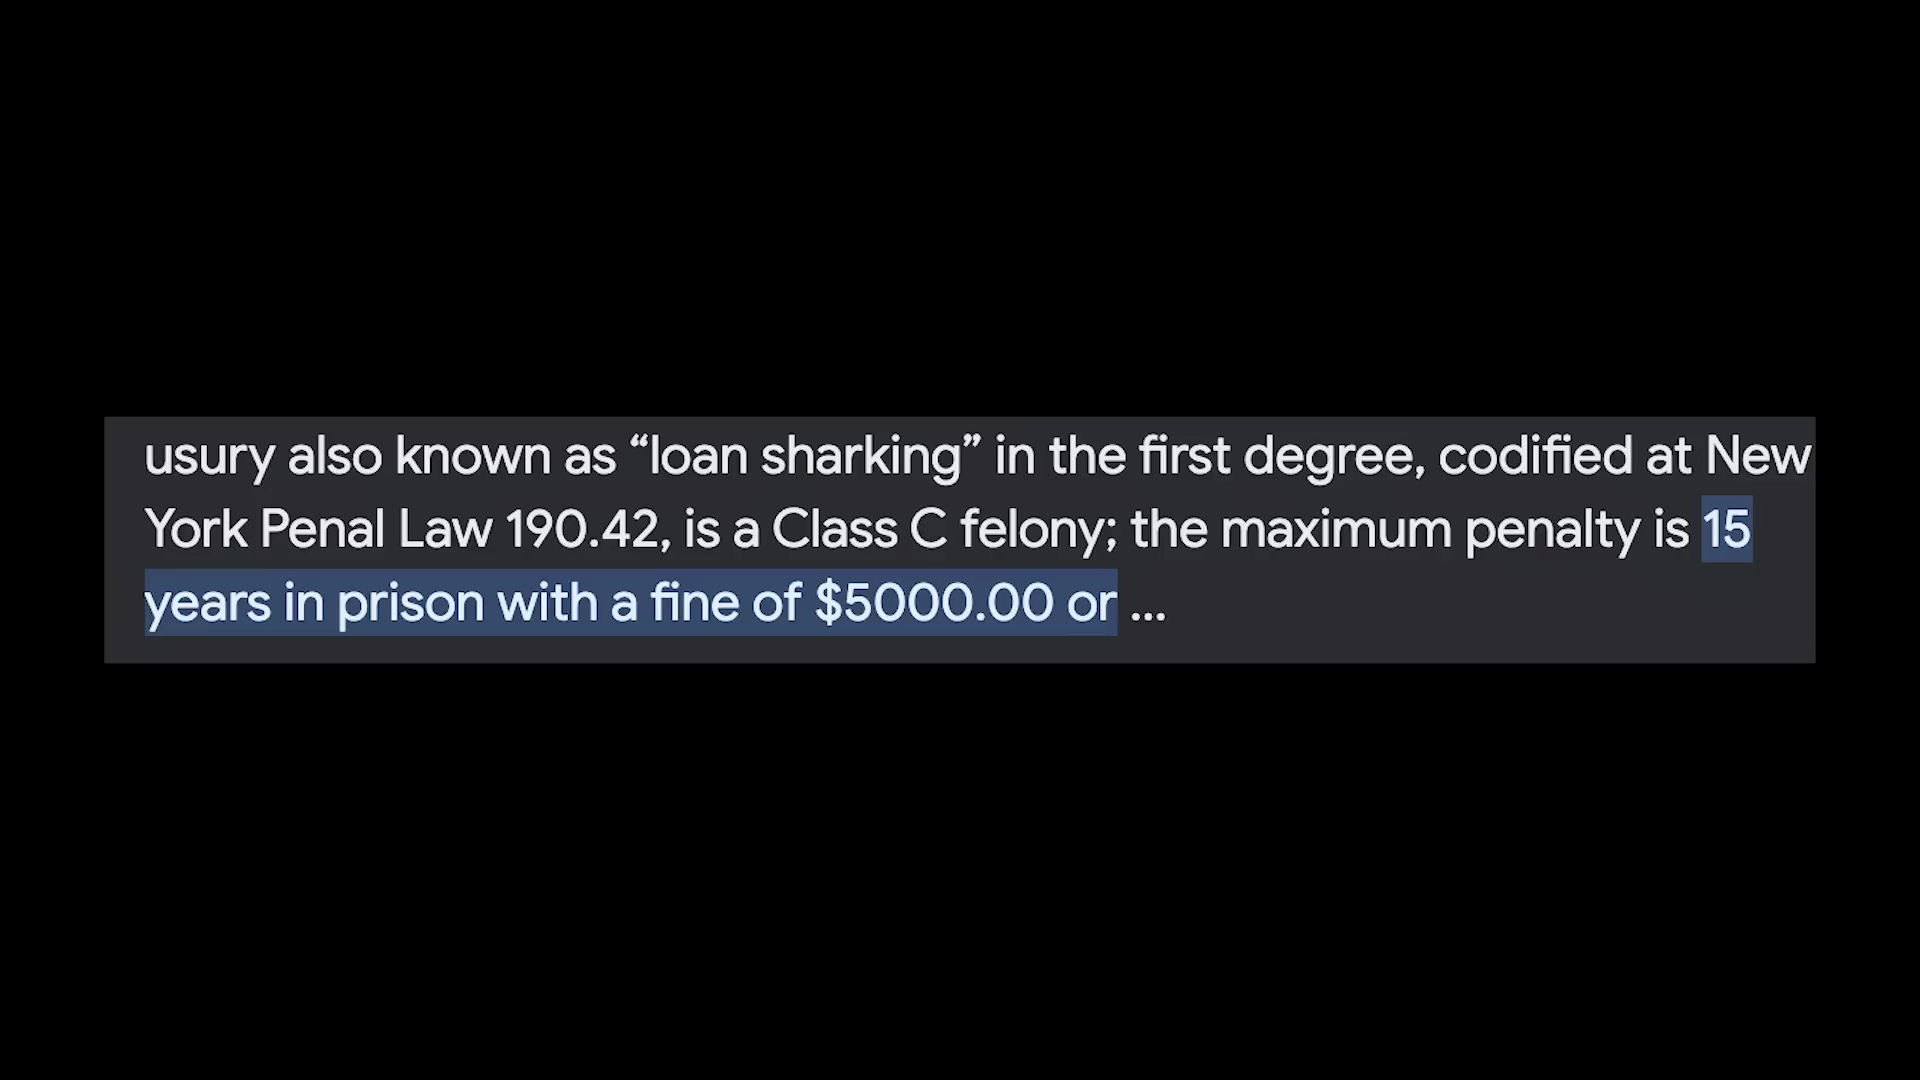 usury also known as “loan sharking” in the first degree, codified at New
York Penal Law 190.42, is a Class C felony; the maximum penalty is 15
years in prison with a fine of $5000.00 or ...